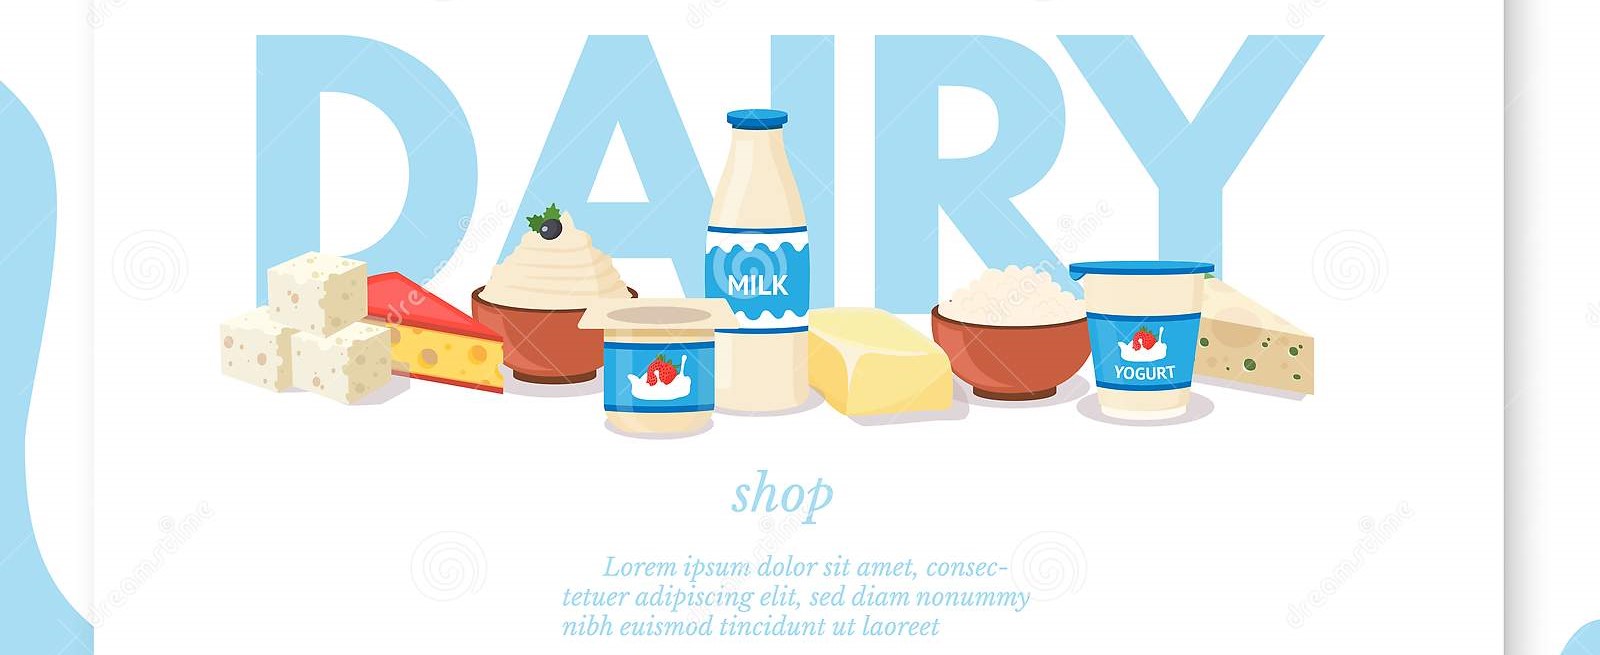 DAIRY
MILK
YOGURT
shop
Lorem ipsum dolor sit amet, consec-
tetuer adipiscing elit, sed diam nonummy
nibh euismod tincidunt ut laoreet
dreamstime